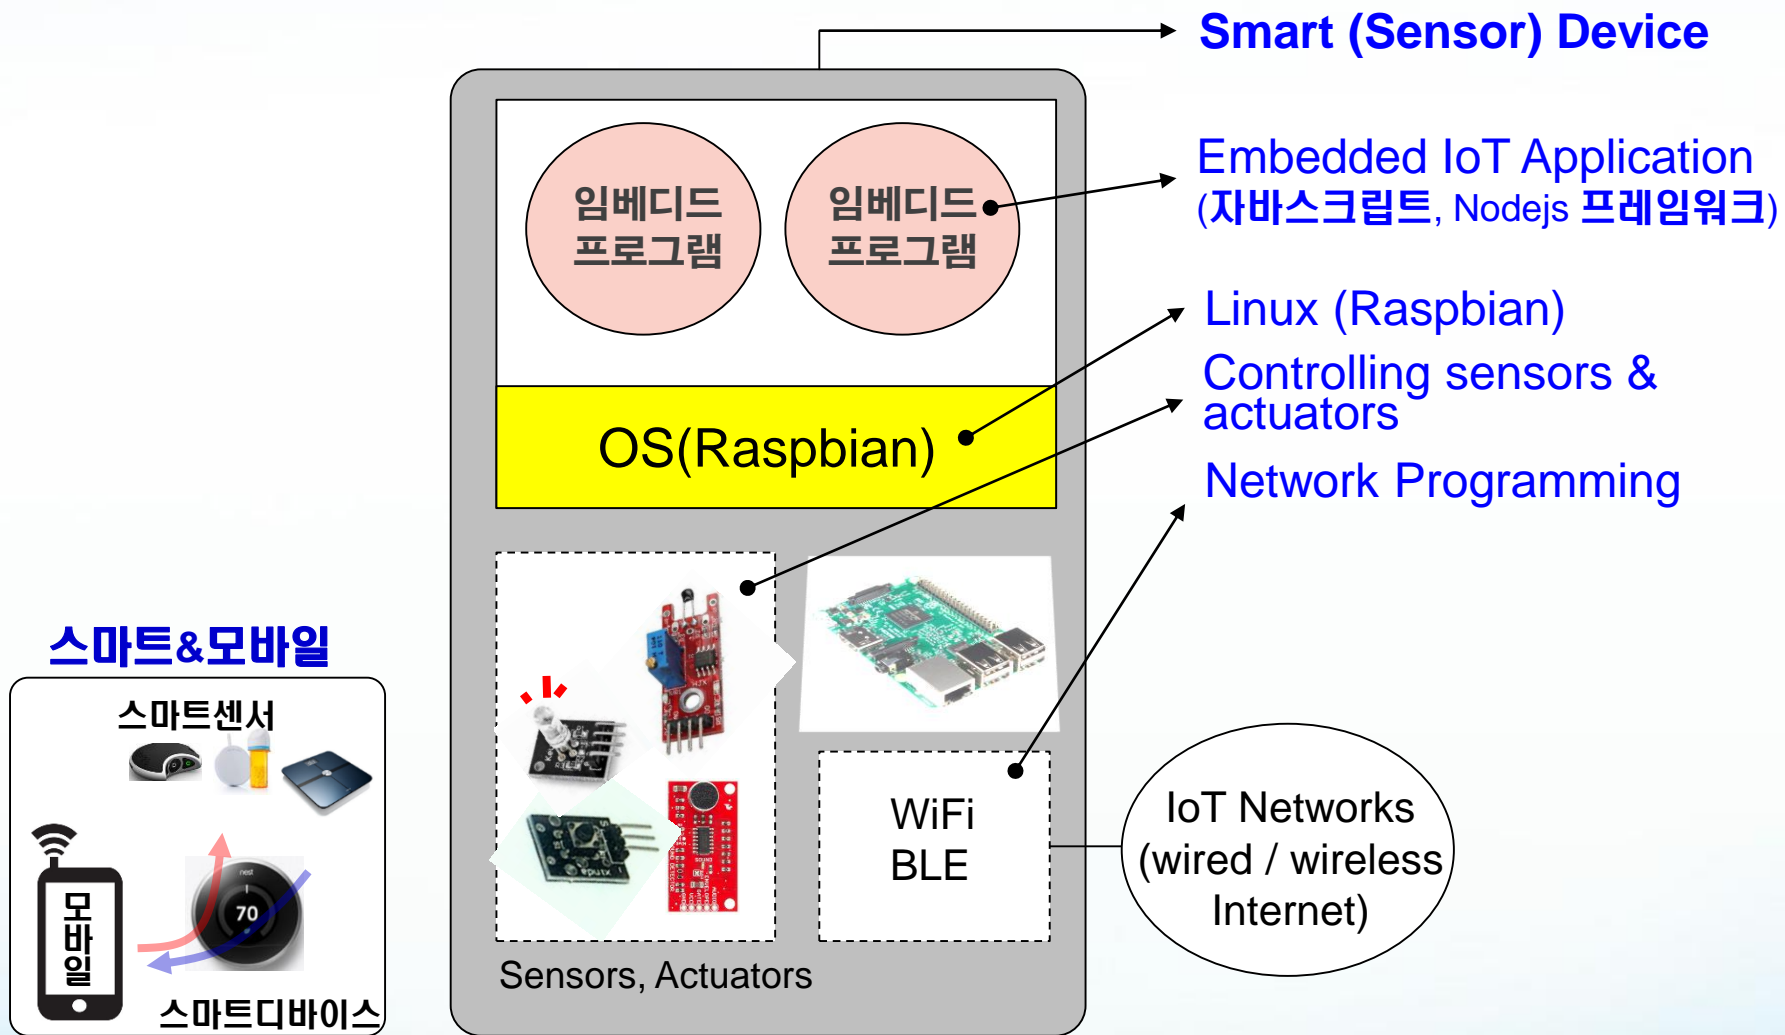 Smart (Sensor) Device
임베디드
프로그램
임베디드
프로그램
Embedded IoT Application
(자바스크립트, Nodejs 프레임워크)
Linux (Raspbian)
Controlling sensors &
actuators
OS(Raspbian)
Network Programming
스마트&모바일
스마트센서
nest
70
모바일
스마트디바이스
WiFi
BLE
IoT Networks
(wired / wireless
Internet)
Sensors, Actuators